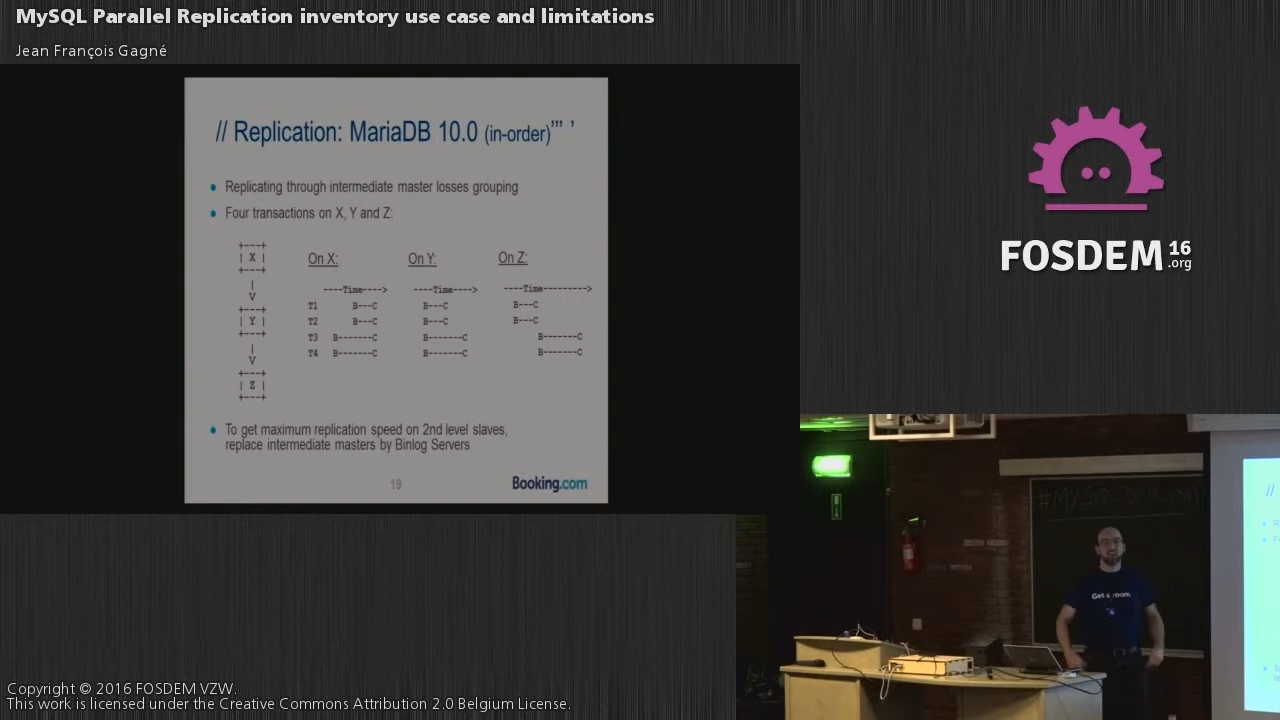 MySQL Parallel Replication inventory use case and limitations
Jean François Gagné
// Replication: MariaDB 10.0 (in-order)''' '
• Replicating through intermediate master losses grouping
• Four transactions on X, Y and Z:
+---+
| X |
+---+
|
V
+---+
| Y |
+---+
|
V
+---+
| Z |
+---+
On X:
----Time--->
T1 B---C
T2 B---C
T3 B-------C
T4 B-------C
On Y:
----Time--->
B---C
B---C
B-------C
B-------C
On Z:
----Time--------->
B---C
B---C
B-------C
B-------C
• To get maximum replication speed on 2nd level slaves,
replace intermediate masters by Binlog Servers
19
Booking.com
FOSDEM 16
.org
Get a room.
//
Copyright © 2016 FOSDEM VZW.
This work is licensed under the Creative Commons Attribution 2.0 Belgium License.